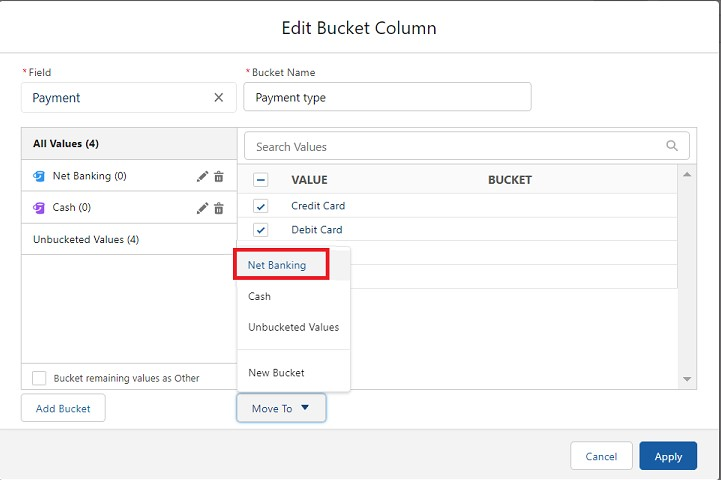 Edit Bucket Column
* Field
* Bucket Name
Payment
Payment type
All Values (4)
Search Values
Net Banking (0)
VALUE BUCKET
Cash (0)
Credit Card
Unbucketed Values (4)
Debit Card
Net Banking
Cash
Unbucketed Values
New Bucket
Bucket remaining values as Other
Add Bucket
Move To
Cancel
Apply